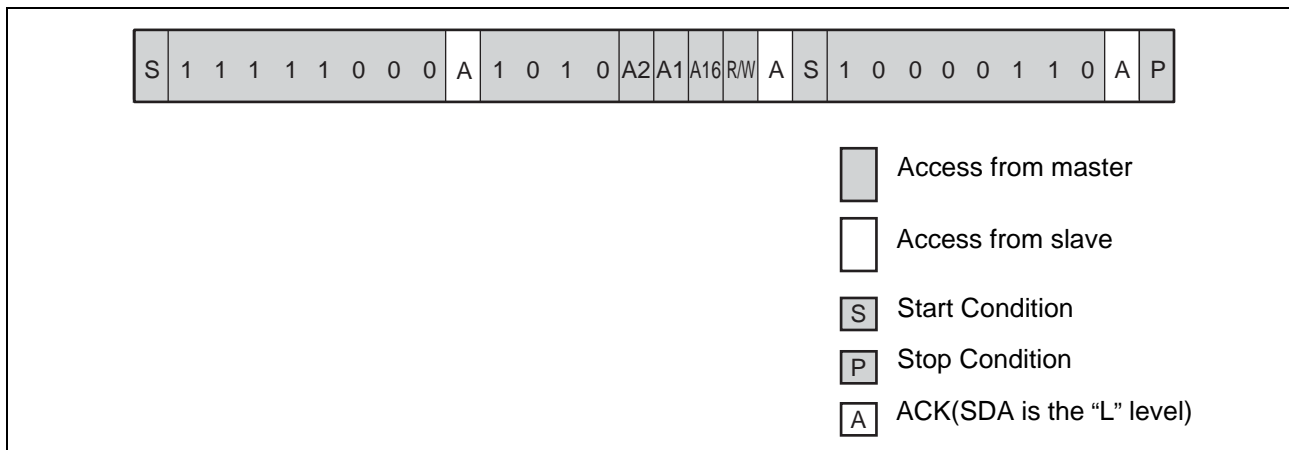 S 1 1 1 1 1 0 0 0 A 1 0 1 0 A2 A1 A16 R/W A S 1 0 0 0 0 1 1 0 A P
Access from master
Access from slave
S Start Condition
P Stop Condition
A ACK(SDA is the “L” level)